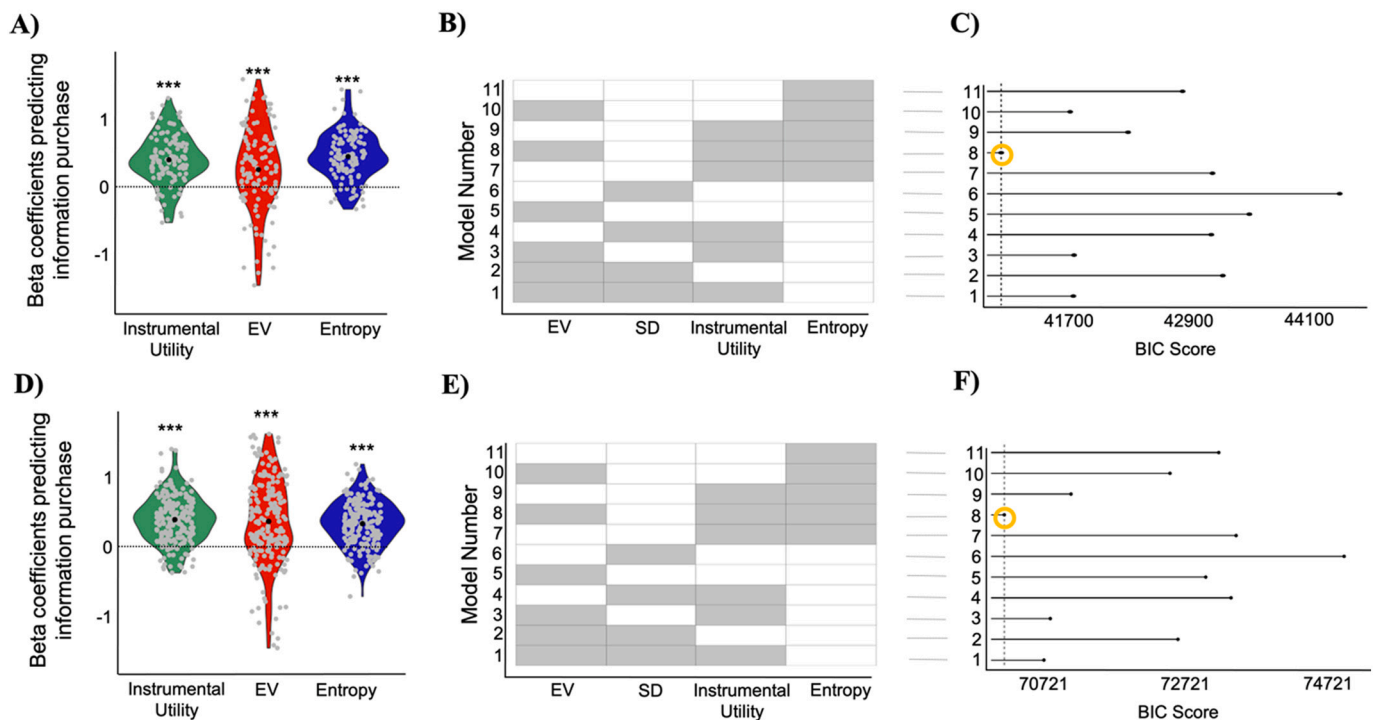 A)
Beta coefficients predicting
information purchase
1
0
-1
***
***
***
Instrumental
Utility
EV
Entropy
B)
Model Number
11
10
9
8
7
6
5
4
3
2
1
EV
SD
Instrumental
Utility
Entropy
C)
11
10
9
8
7
6
5
4
3
2
1
41700
42900
44100
BIC Score
D)
Beta coefficients predicting
information purchase
1
0
-1
***
***
***
Instrumental
Utility
EV
Entropy
E)
Model Number
11
10
9
8
7
6
5
4
3
2
1
EV
SD
Instrumental
Utility
Entropy
F)
11
10
9
8
7
6
5
4
3
2
1
70721
72721
74721
BIC Score